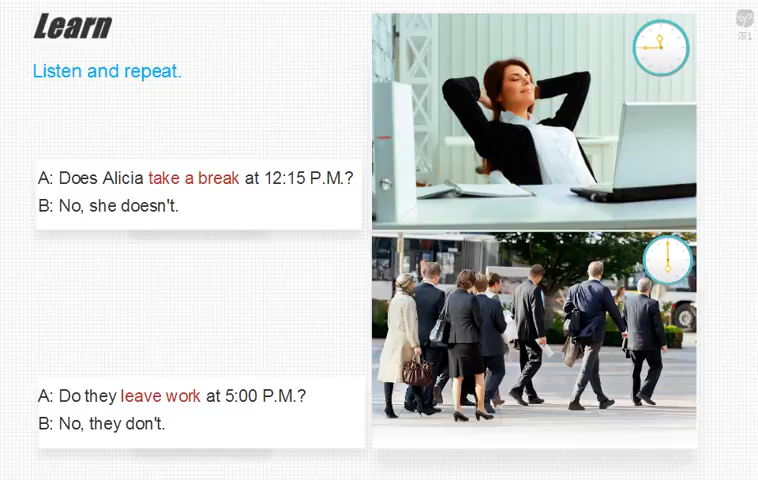 Learn
Listen and repeat.
A: Does Alicia take a break at 12:15 P.M.?
B: No, she doesn't.
A: Do they leave work at 5:00 P.M.?
B: No, they don't.